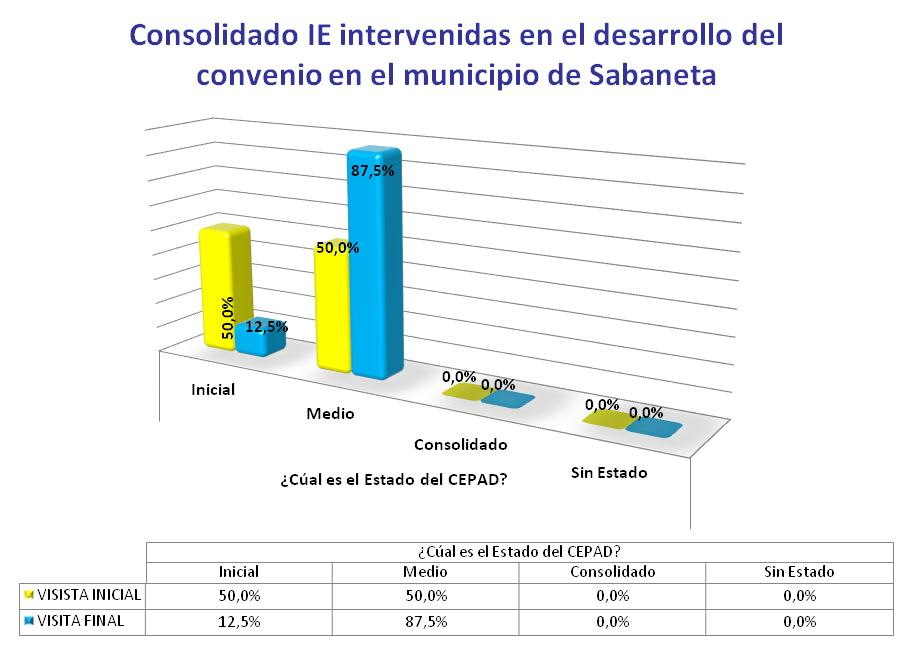 Consolidado IE intervenidas en el desarrollo del
convenio en el municipio de Sabaneta
87,5%
50,0%
50,0%
12,5%
0,0%
0,0%
0,0%
0,0%
Inicial
Medio
Consolidado
Sin Estado
¿Cúal es el Estado del CEPAD?
¿Cúal es el Estado del CEPAD?
Inicial Medio Consolidado Sin Estado
VISISTA INICIAL 50,0% 50,0% 0,0% 0,0%
VISITA FINAL 12,5% 87,5% 0,0% 0,0%